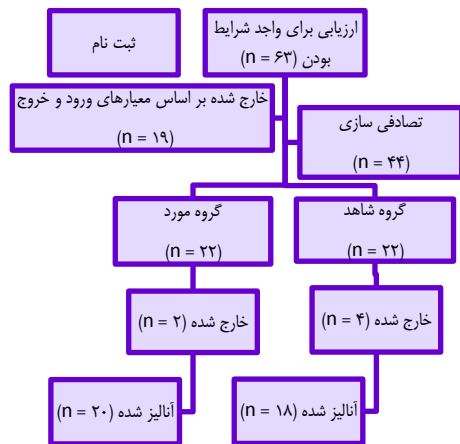 ثبت نام
ارزیابی برای واجد شرایط
بودن (n = ۶۳)
خارج شده بر اساس معیارهای ورود و خروج
(n = ۱۹)
تصادفی سازی
(n = ۴۴)
گروه شاهد
(n = ۲۲)
گروه مورد
(n = ۲۲)
خارج شده (n = ۴)
خارج شده (n = ۲)
آنالیز شده (n = ۱۸)
آنالیز شده (n = ۲۰)